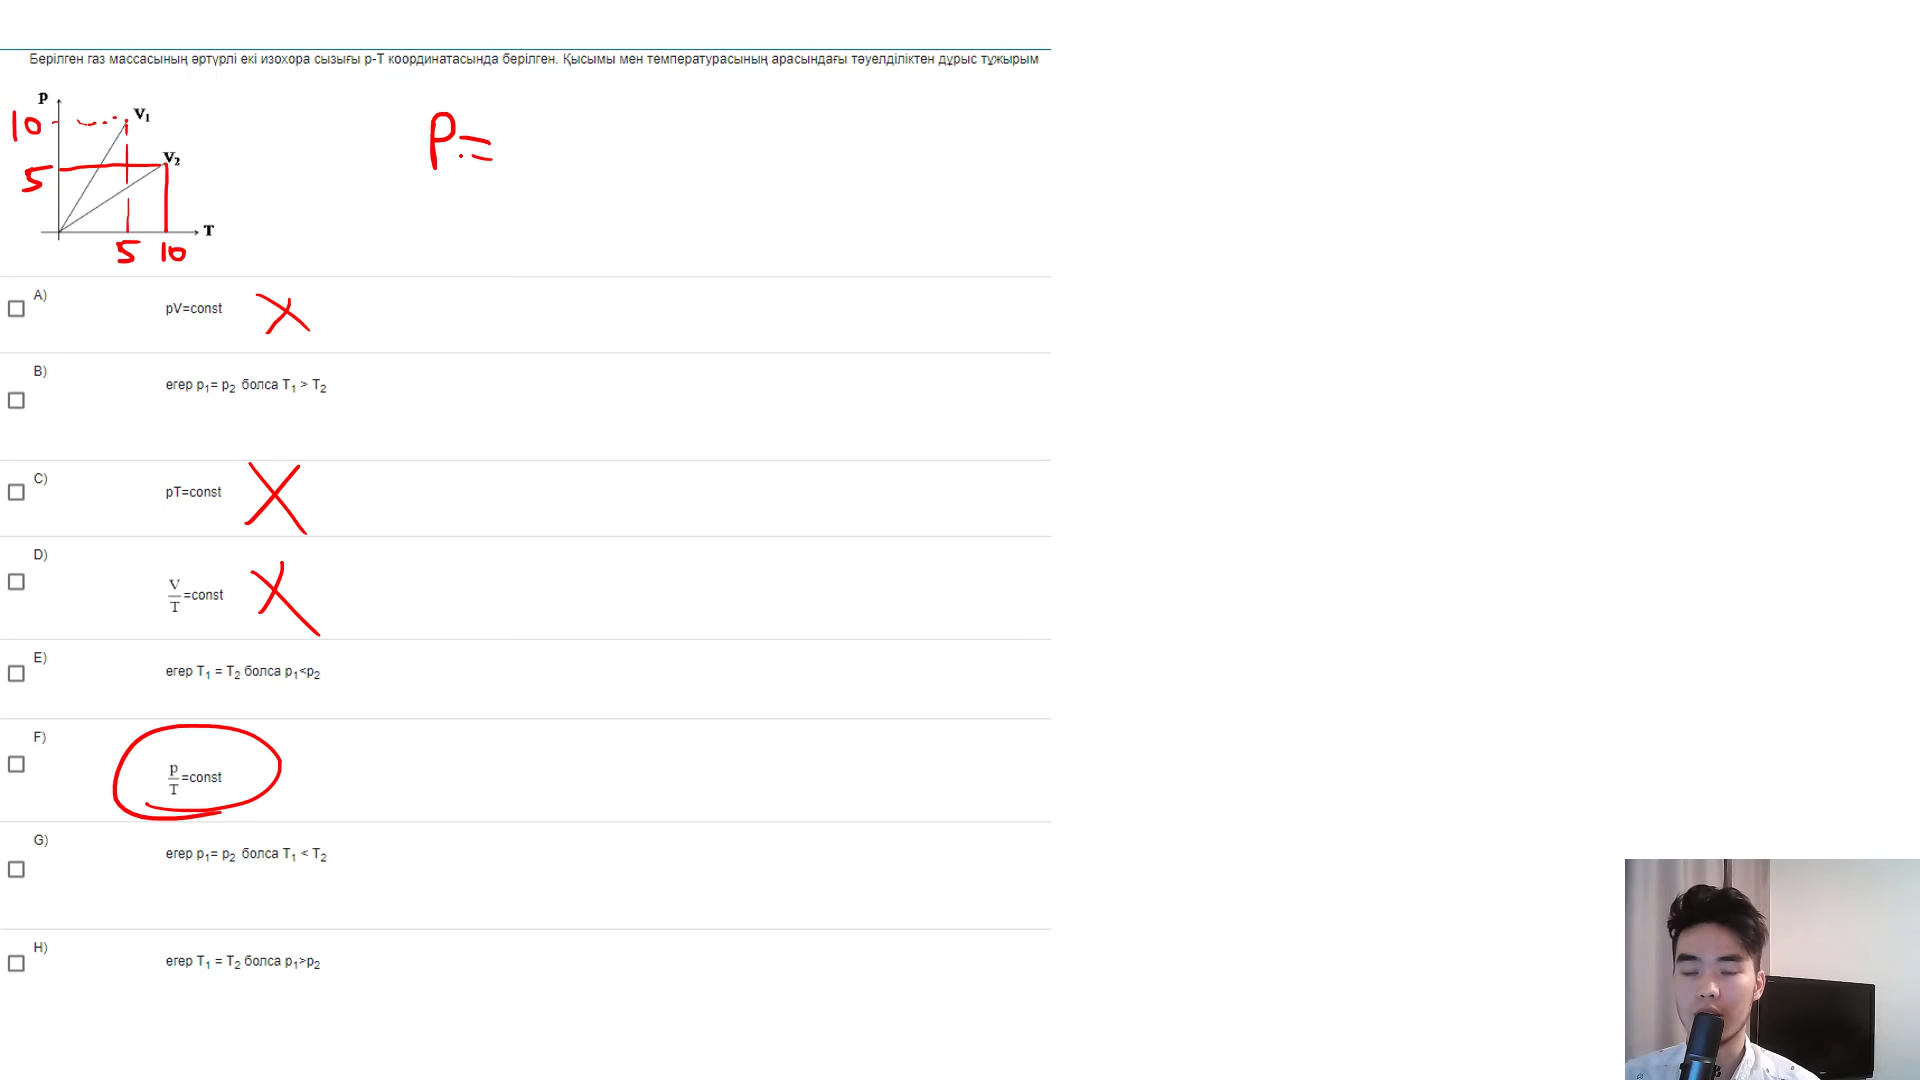 Берілген газ массасының әртүрлі екі изохора сызығы p-T координатасында берілген. Қысымы мен температурасының арасындағы тәуелділіктен дұрыс тұжырым
p
10
V₁
P=
V₂
5
T
5 10
A)
pV=const
B)
егер p₁= p₂ болса T₁ > T₂
C)
pT=const
D)
V
T
=const
E)
егер T₁ = T₂ болса p₁<p₂
F)
p
T
=const
G)
егер p₁= p₂ болса T₁ < T₂
H)
егер T₁ = T₂ болса p₁>p₂